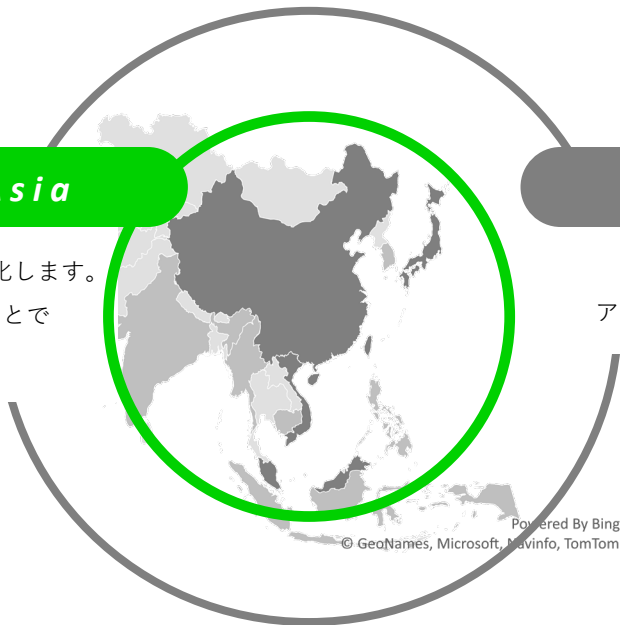 sia
化します。
とで
ア
Powered By Bing
© GeoNames, Microsoft, Navinfo, TomTom